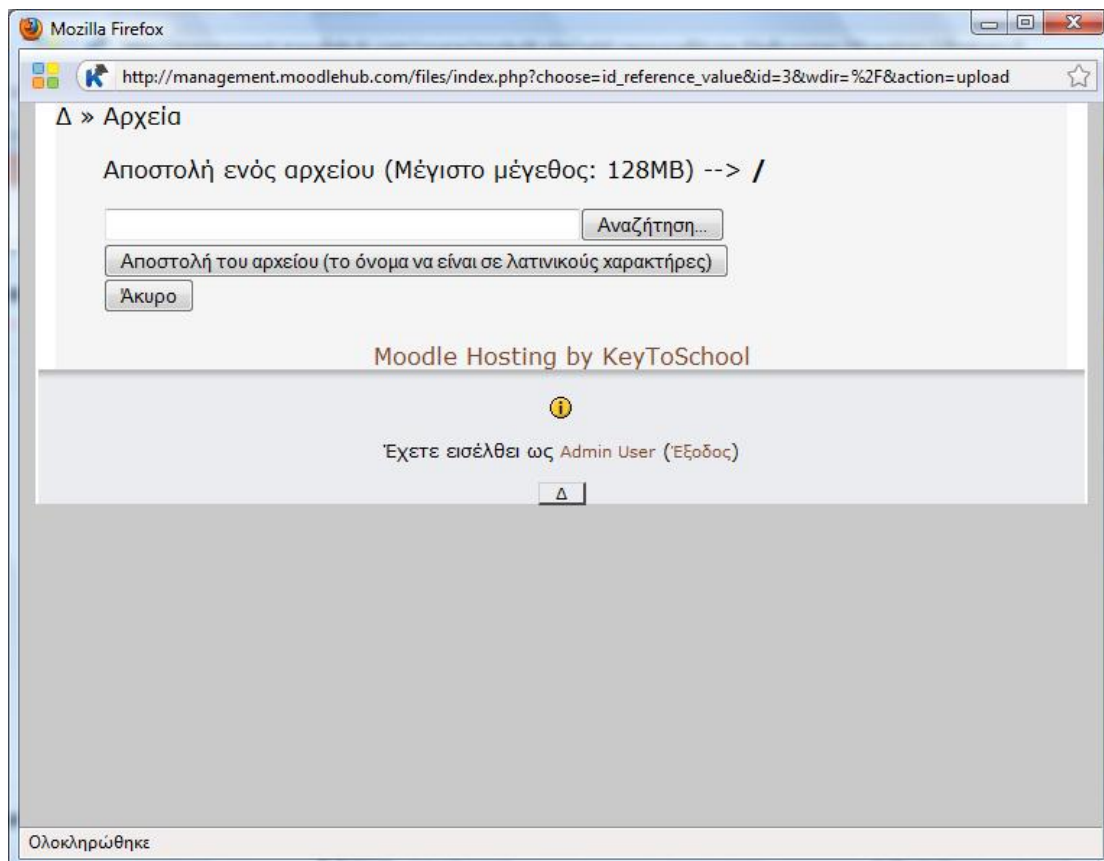 Mozilla Firefox
http://management.moodlehub.com/files/index.php?choose=id_reference_value&id=3&wdir=%2F&action=upload
Δ » Αρχεία
Αποστολή ενός αρχείου (Μέγιστο μέγεθος: 128MB) --> /
Αναζήτηση...
Αποστολή του αρχείου (το όνομα να είναι σε λατινικούς χαρακτήρες)
Άκυρο
Moodle Hosting by KeyToSchool
Έχετε εισέλθει ως Admin User (Έξοδος)
Δ
Ολοκληρώθηκε